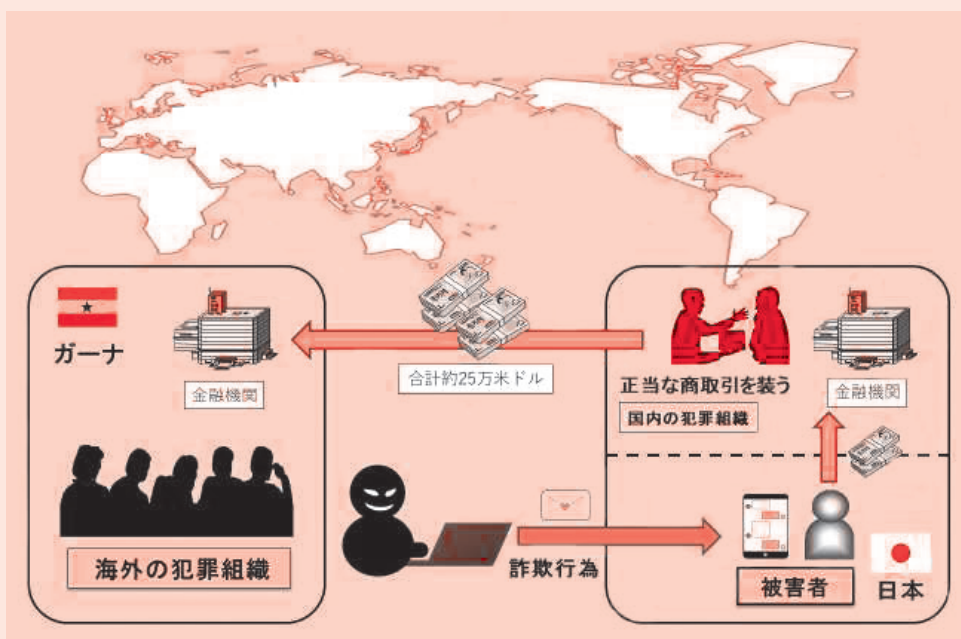 ガーナ
金融機関
合計約25万米ドル
正当な商取引を装う
国内の犯罪組織
金融機関
海外の犯罪組織
詐欺行為
被害者
日本